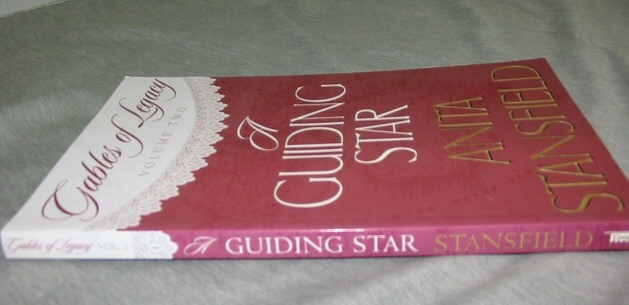 Gables of Legacy
VOLUME TWO
A
GUIDING
STAR
ANITA
STANSFIELD
Gables of Legacy VOL. 2 A GUIDING STAR STANSFIELD